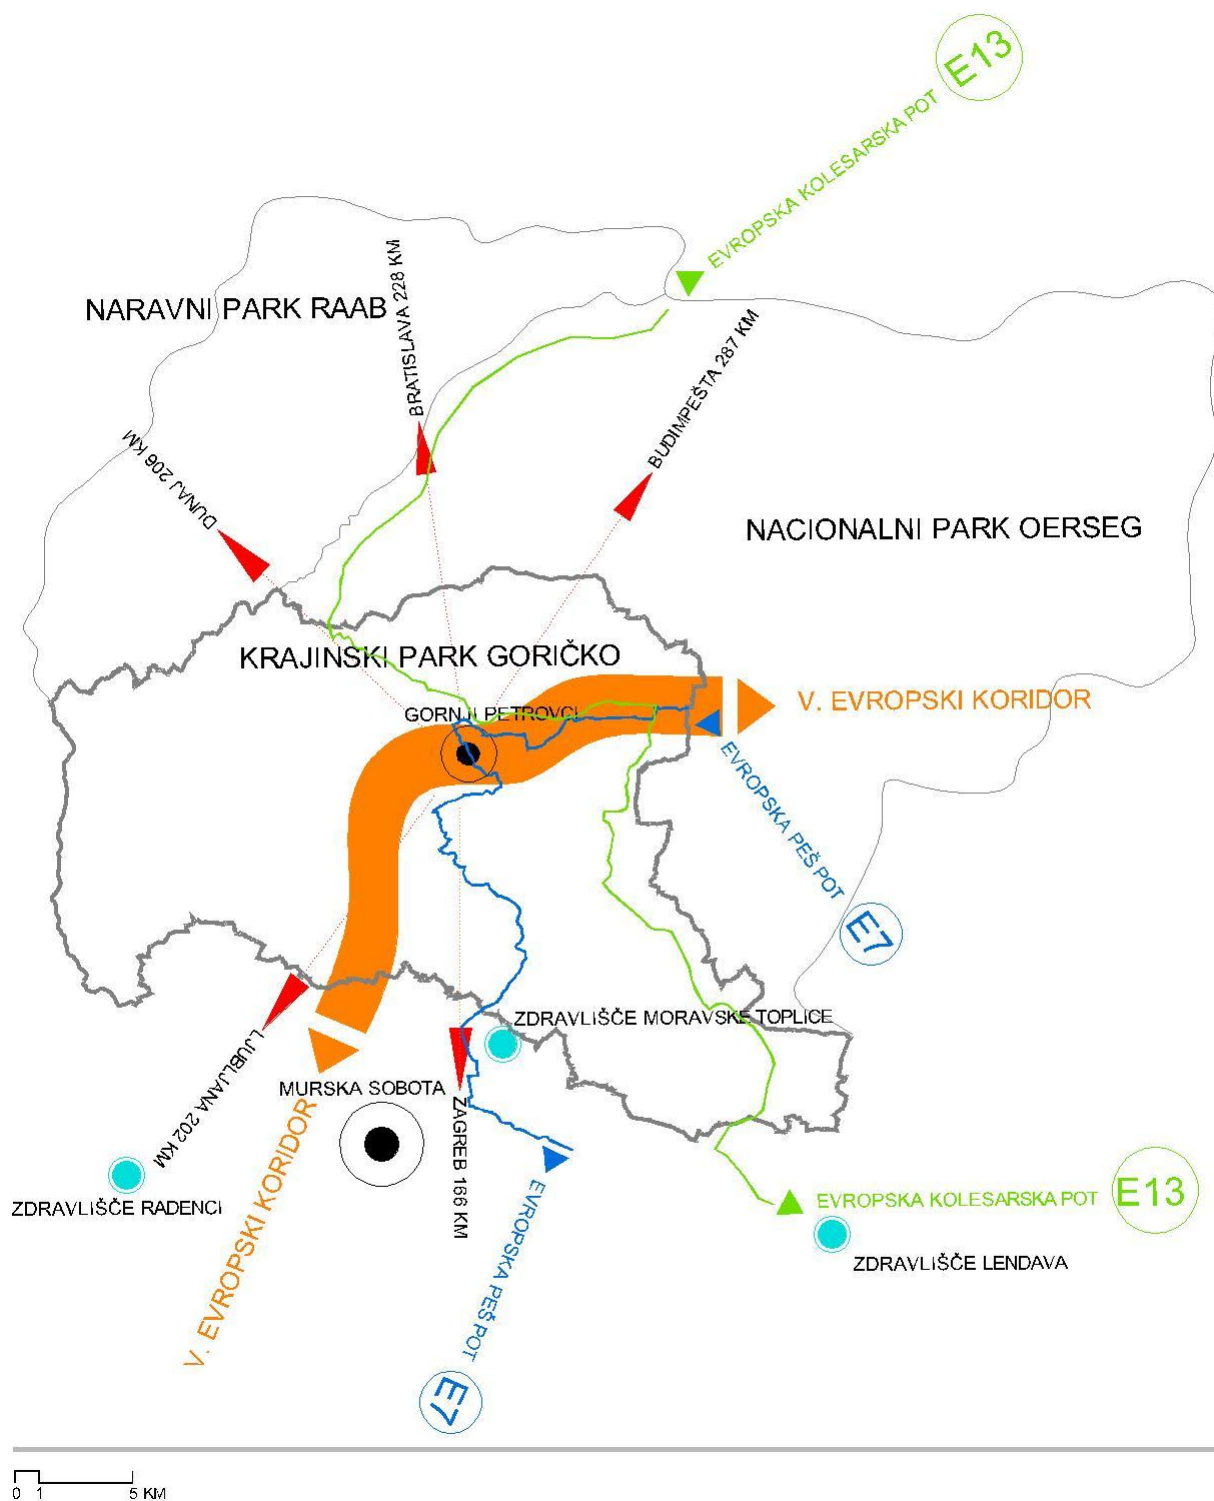 E13
EVROPSKA KOLESARSKA POT
NARAVNI PARK RAAB
BRATISLAVA 228 KM
BUDIMPEŠTA 287 KM
DUNAJ 206 KM
NACIONALNI PARK OERSEG
KRAJINSKI PARK GORIČKO
V. EVROPSKI KORIDOR
GORNJI PETROVCI
EVROPSKA PEŠ POT
E7
ZDRAVLIŠČE MORAVSKE TOPLICE
LJUBLJANA 202 KM
MURSKA SOBOTA
ZAGREB 166 KM
V. EVROPSKI KORIDOR
ZDRAVLIŠČE RADENCI
EVROPSKA PEŠ POT
E7
EVROPSKA KOLESARSKA POT
E13
ZDRAVLIŠČE LENDAVA
0 1 5 KM